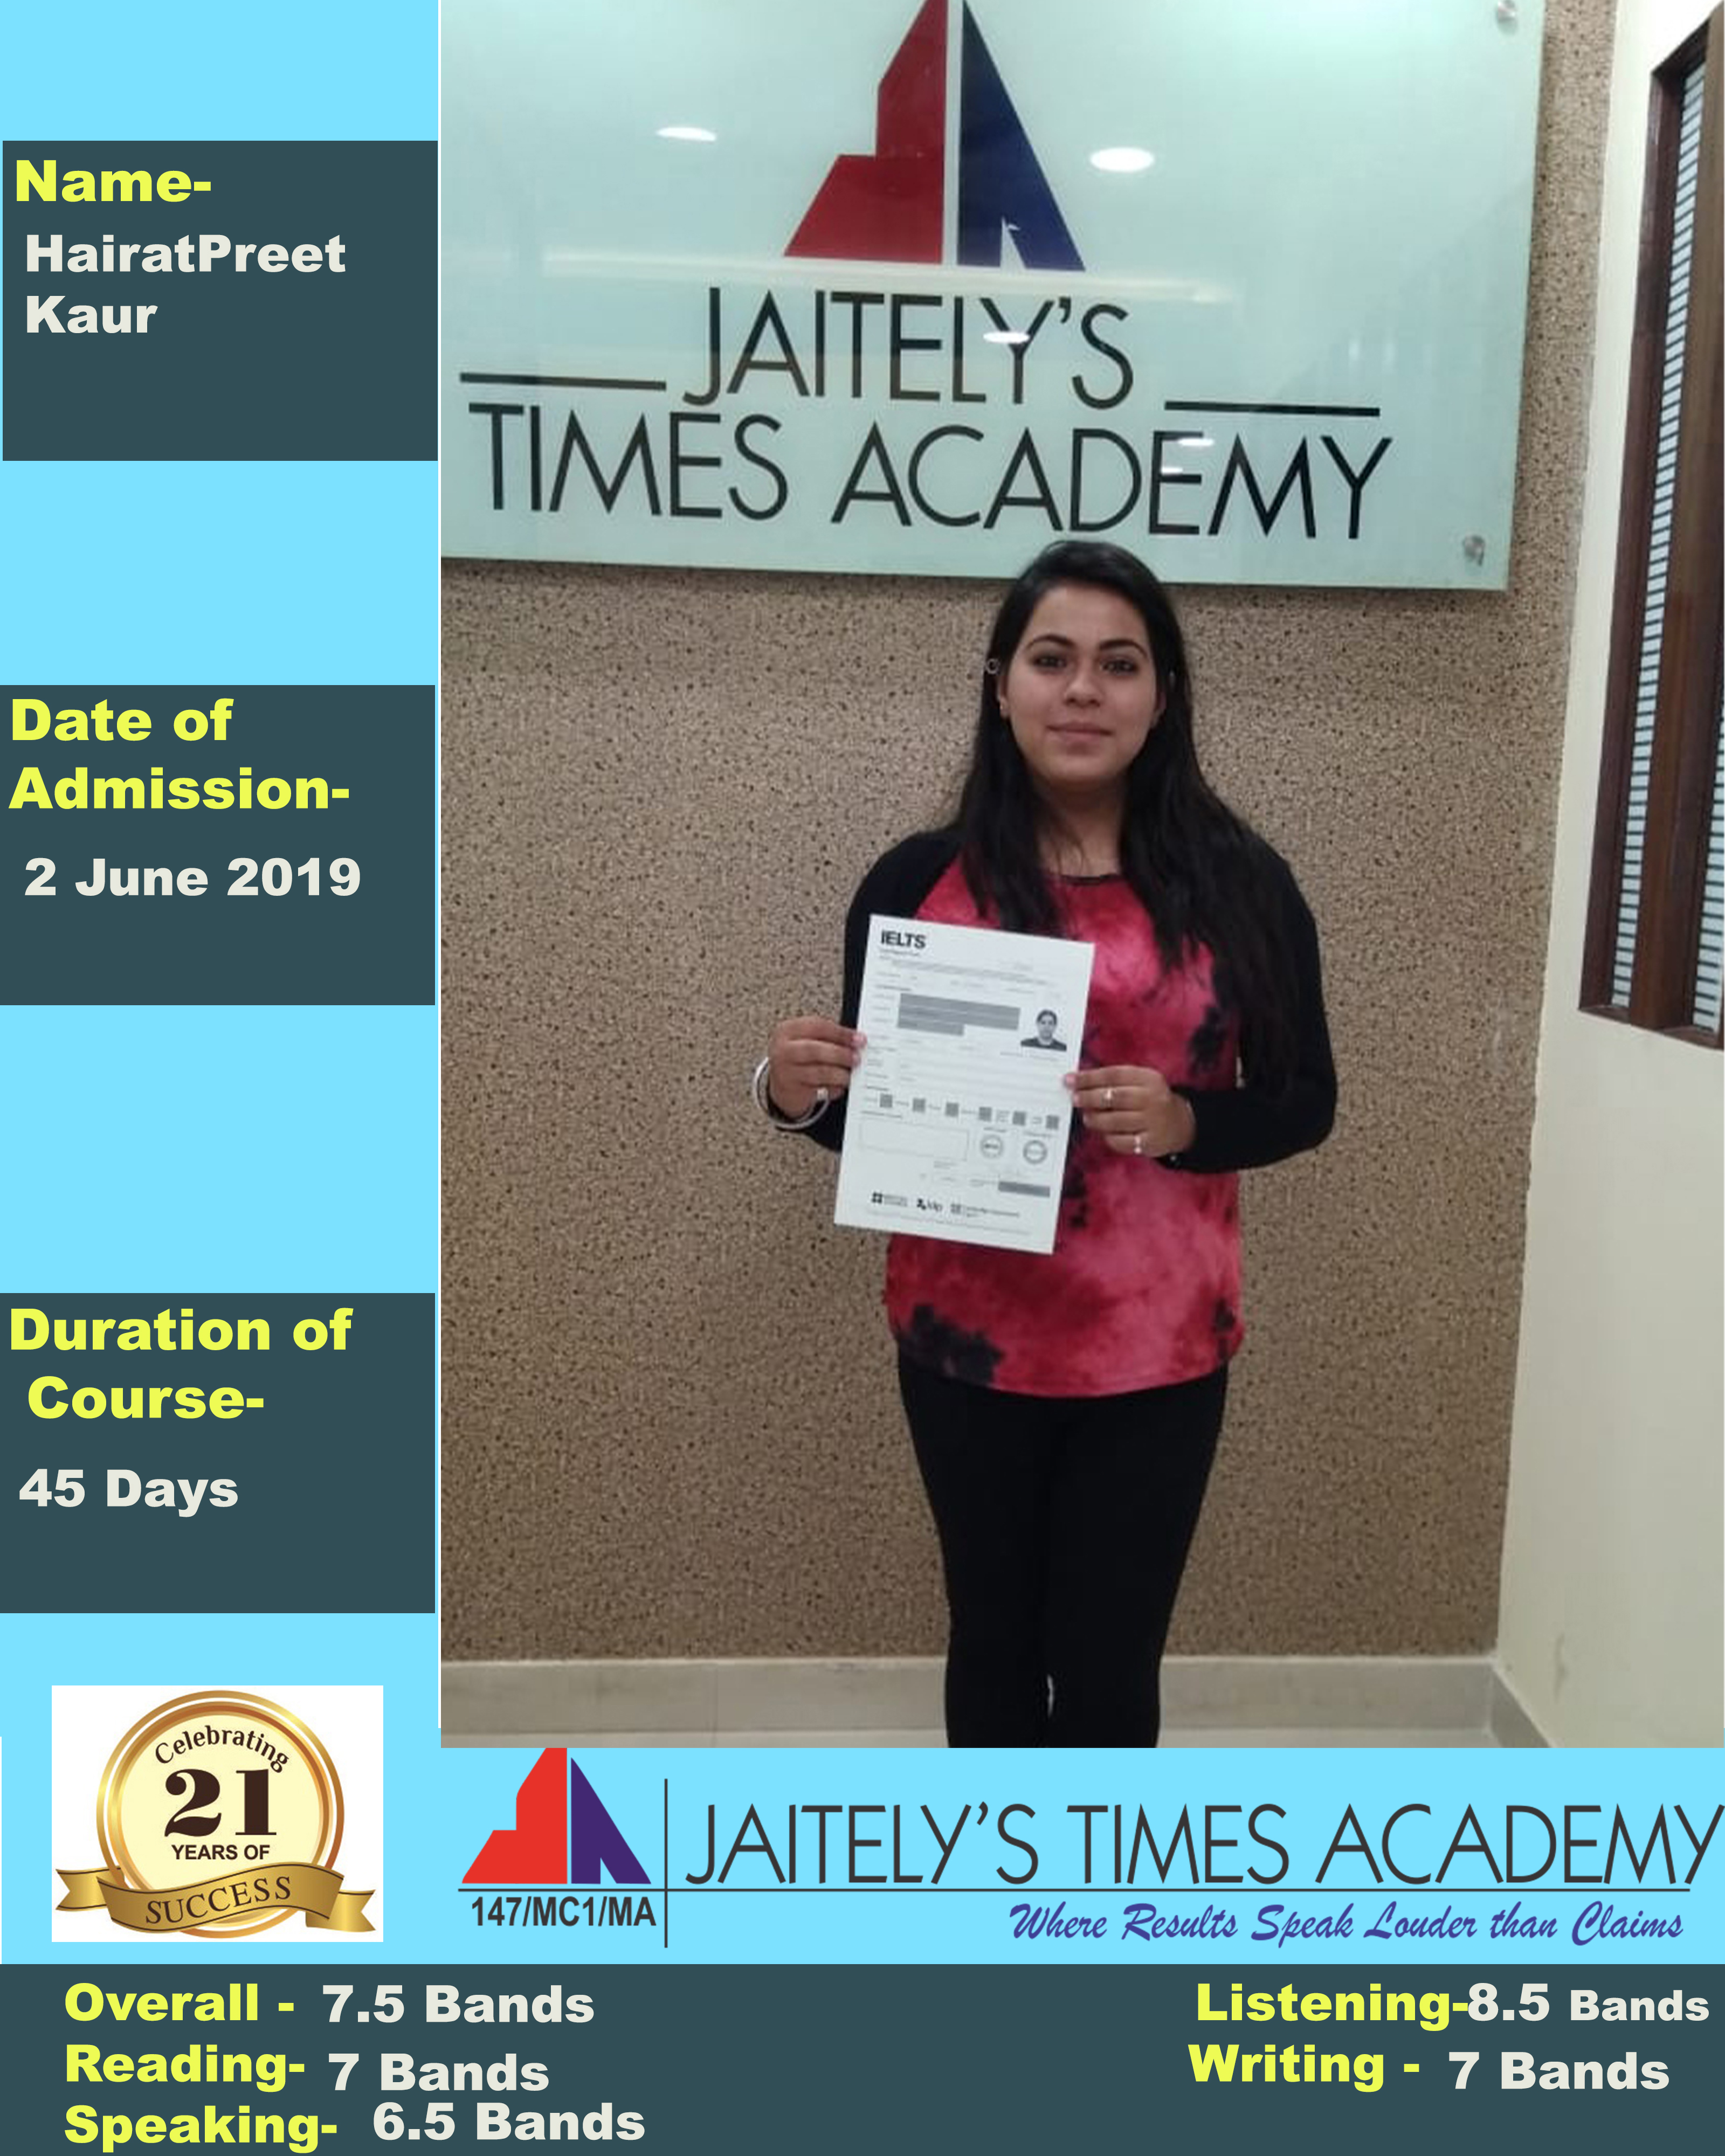 Name-
HairatPreet
Kaur
Date of
Admission-
2 June 2019
Duration of
Course-
45 Days
JAITELY'S
TIMES ACADEMY
IELTS
idp
Celebrating
21
YEARS OF
SUCCESS
147/MC1/MA
JAITELY'S TIMES ACADEMY
Where Results Speak Louder than Claims
Overall - 7.5 Bands
Reading- 7 Bands
Speaking- 6.5 Bands
Listening-8.5 Bands
Writing - 7 Bands